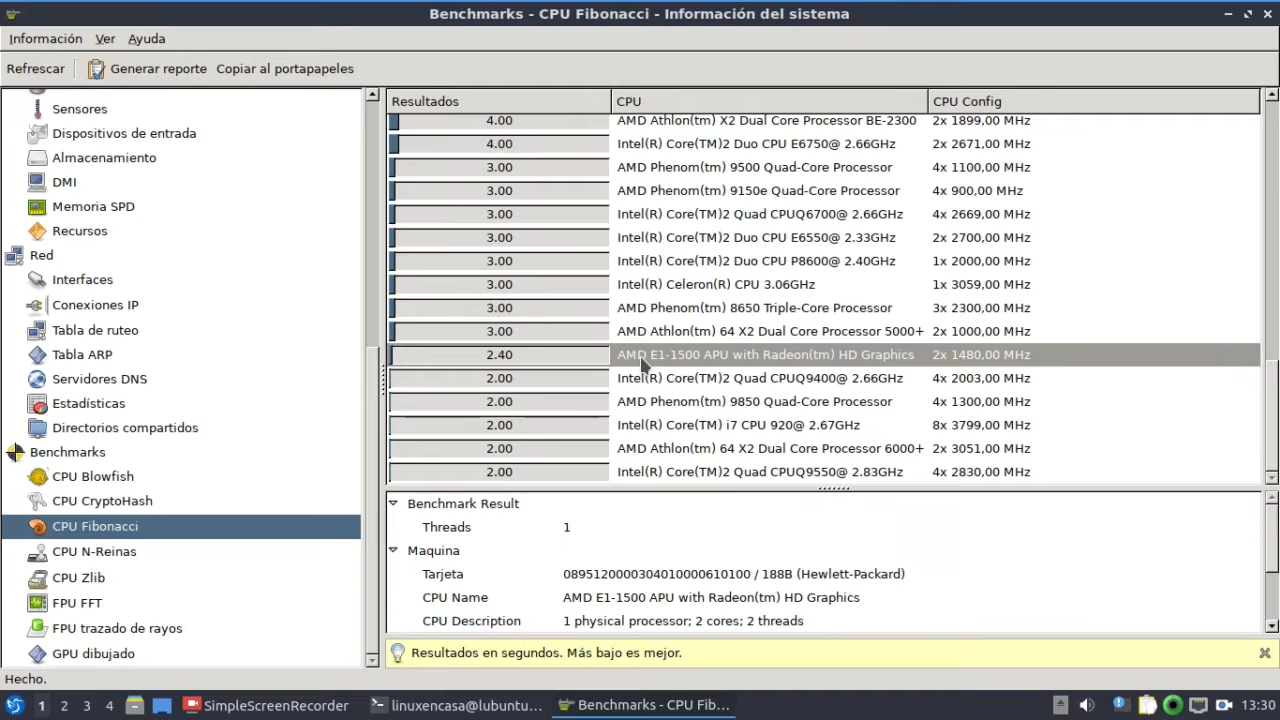 Benchmarks - CPU Fibonacci - Información del sistema
Información Ver Ayuda
Refrescar Generar reporte Copiar al portapapeles
Sensores
Dispositivos de entrada
Almacenamiento
DMI
Memoria SPD
Recursos
Red
Interfaces
Conexiones IP
Tabla de ruteo
Tabla ARP
Servidores DNS
Estadísticas
Directorios compartidos
Benchmarks
CPU Blowfish
CPU CryptoHash
CPU Fibonacci
CPU N-Reinas
CPU Zlib
FPU FFT
FPU trazado de rayos
GPU dibujado
Resultados CPU CPU Config
4.00 AMD Athlon(tm) X2 Dual Core Processor BE-2300 2x 1899,00 MHz
4.00 Intel(R) Core(TM)2 Duo CPU E6750@ 2.66GHz 2x 2671,00 MHz
3.00 AMD Phenom(tm) 9500 Quad-Core Processor 4x 1100,00 MHz
3.00 AMD Phenom(tm) 9150e Quad-Core Processor 4x 900,00 MHz
3.00 Intel(R) Core(TM)2 Quad CPUQ6700@ 2.66GHz 4x 2669,00 MHz
3.00 Intel(R) Core(TM)2 Duo CPU E6550@ 2.33GHz 2x 2700,00 MHz
3.00 Intel(R) Core(TM)2 Duo CPU P8600@ 2.40GHz 1x 2000,00 MHz
3.00 Intel(R) Celeron(R) CPU 3.06GHz 1x 3059,00 MHz
3.00 AMD Phenom(tm) 8650 Triple-Core Processor 3x 2300,00 MHz
3.00 AMD Athlon(tm) 64 X2 Dual Core Processor 5000+ 2x 1000,00 MHz
2.40 AMD E1-1500 APU with Radeon(tm) HD Graphics 2x 1480,00 MHz
2.00 Intel(R) Core(TM)2 Quad CPUQ9400@ 2.66GHz 4x 2003,00 MHz
2.00 AMD Phenom(tm) 9850 Quad-Core Processor 4x 1300,00 MHz
2.00 Intel(R) Core(TM) i7 CPU 920@ 2.67GHz 8x 3799,00 MHz
2.00 AMD Athlon(tm) 64 X2 Dual Core Processor 6000+ 2x 3051,00 MHz
2.00 Intel(R) Core(TM)2 Quad CPUQ9550@ 2.83GHz 4x 2830,00 MHz
Benchmark Result
Threads 1
Maquina
Tarjeta 0895120000304010000610100 / 188B (Hewlett-Packard)
CPU Name AMD E1-1500 APU with Radeon(tm) HD Graphics
CPU Description 1 physical processor; 2 cores; 2 threads
Resultados en segundos. Más bajo es mejor.
Hecho.
1 2 3 4 SimpleScreenRecorder linuxencasa@lubuntu... Benchmarks - CPU Fib... 13:30